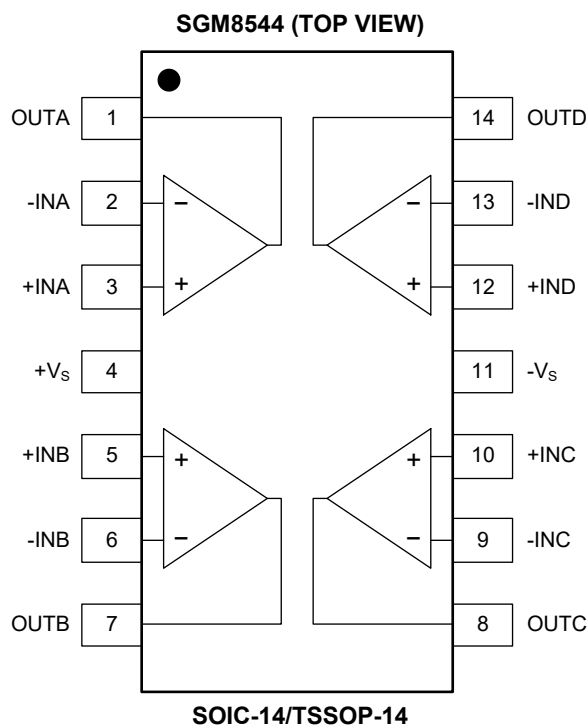 SGM8544 (TOP VIEW)
OUTA 1 14 OUTD
-INA 2 − − 13 -IND
+INA 3 + + 12 +IND
+VS 4 11 -VS
+INB 5 + + 10 +INC
-INB 6 − − 9 -INC
OUTB 7 8 OUTC
SOIC-14/TSSOP-14